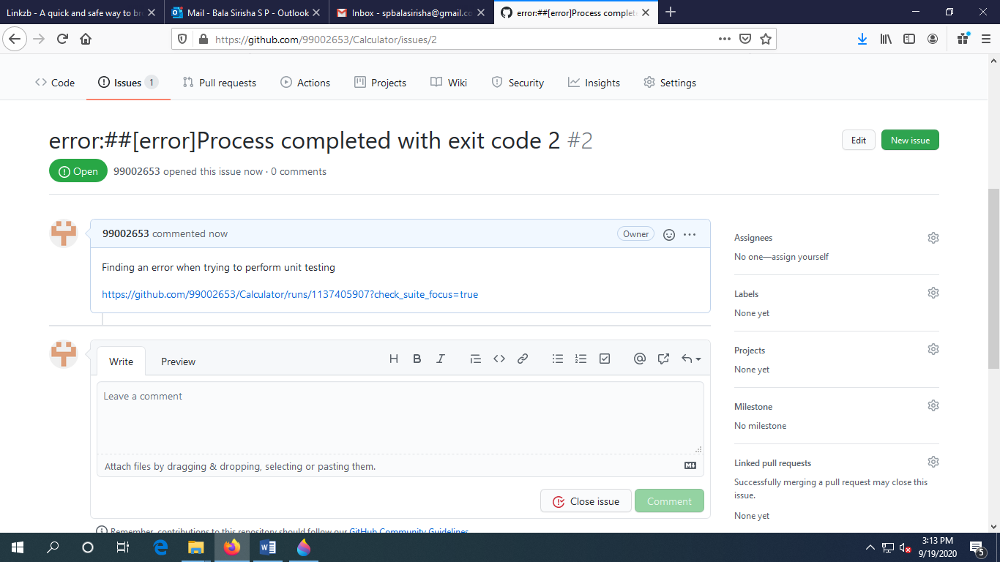 Linkzb - A quick and safe way to br
Mail - Bala Sirisha S P - Outlook
Inbox - spbalasirisha@gmail.co
error:##[error]Process complet
https://github.com/99002653/Calculator/issues/2
Code
Issues 1
Pull requests
Actions
Projects
Wiki
Security
Insights
Settings
error:##[error]Process completed with exit code 2 #2
Edit
New issue
Open
99002653 opened this issue now · 0 comments
99002653 commented now
Owner
Finding an error when trying to perform unit testing
https://github.com/99002653/Calculator/runs/1137405907?check_suite_focus=true
Write
Preview
Leave a comment
Attach files by dragging & dropping, selecting or pasting them.
Close issue
Comment
Remember, contributions to this repository should follow our GitHub Community Guidelines
Assignees
No one—assign yourself
Labels
None yet
Projects
None yet
Milestone
No milestone
Linked pull requests
Successfully merging a pull request may close this
issue.
None yet
3:13 PM
9/19/2020
5